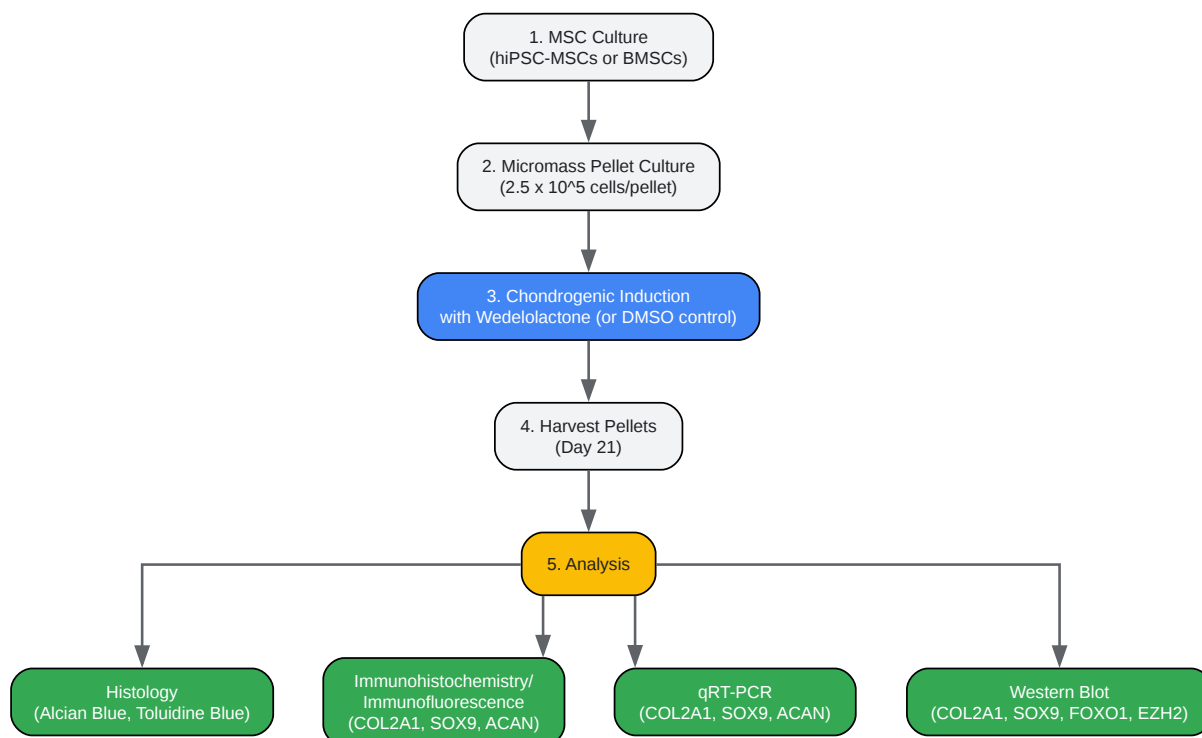 1. MSC Culture
(hiPSC-MSCs or BMSCs)
2. Micromass Pellet Culture
(2.5 x 10^5 cells/pellet)
3. Chondrogenic Induction
with Wedelolactone (or DMSO control)
4. Harvest Pellets
(Day 21)
5. Analysis
Histology
(Alcian Blue, Toluidine Blue)
Immunohistochemistry/
Immunofluorescence
(COL2A1, SOX9, ACAN)
qRT-PCR
(COL2A1, SOX9, ACAN)
Western Blot
(COL2A1, SOX9, FOXO1, EZH2)